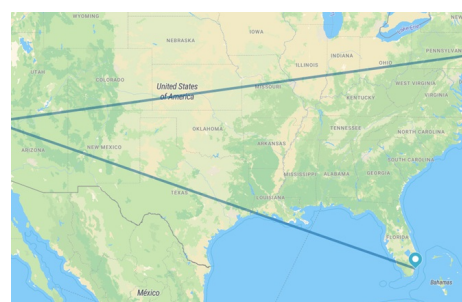 WYOMING
NEW
IOWA
NEBRASKA
PENNSYLVAN
INDIANA
OHIO
ILLINOIS
UTAH
COLORADO
United States
of America
MISSOURI
WEST VIRGINIA
KENTUCKY
VIRGINIA
OKLAHOMA
TENNESSEE
NORTH CAROLINA
ARIZONA
NEW MEXICO
ARKANSAS
SOUTH CAROLINA
MISSISSIPPI
ALABAMA
GEORGIA
TEXAS
LOUISIANA
FLORIDA
Bahamas
México